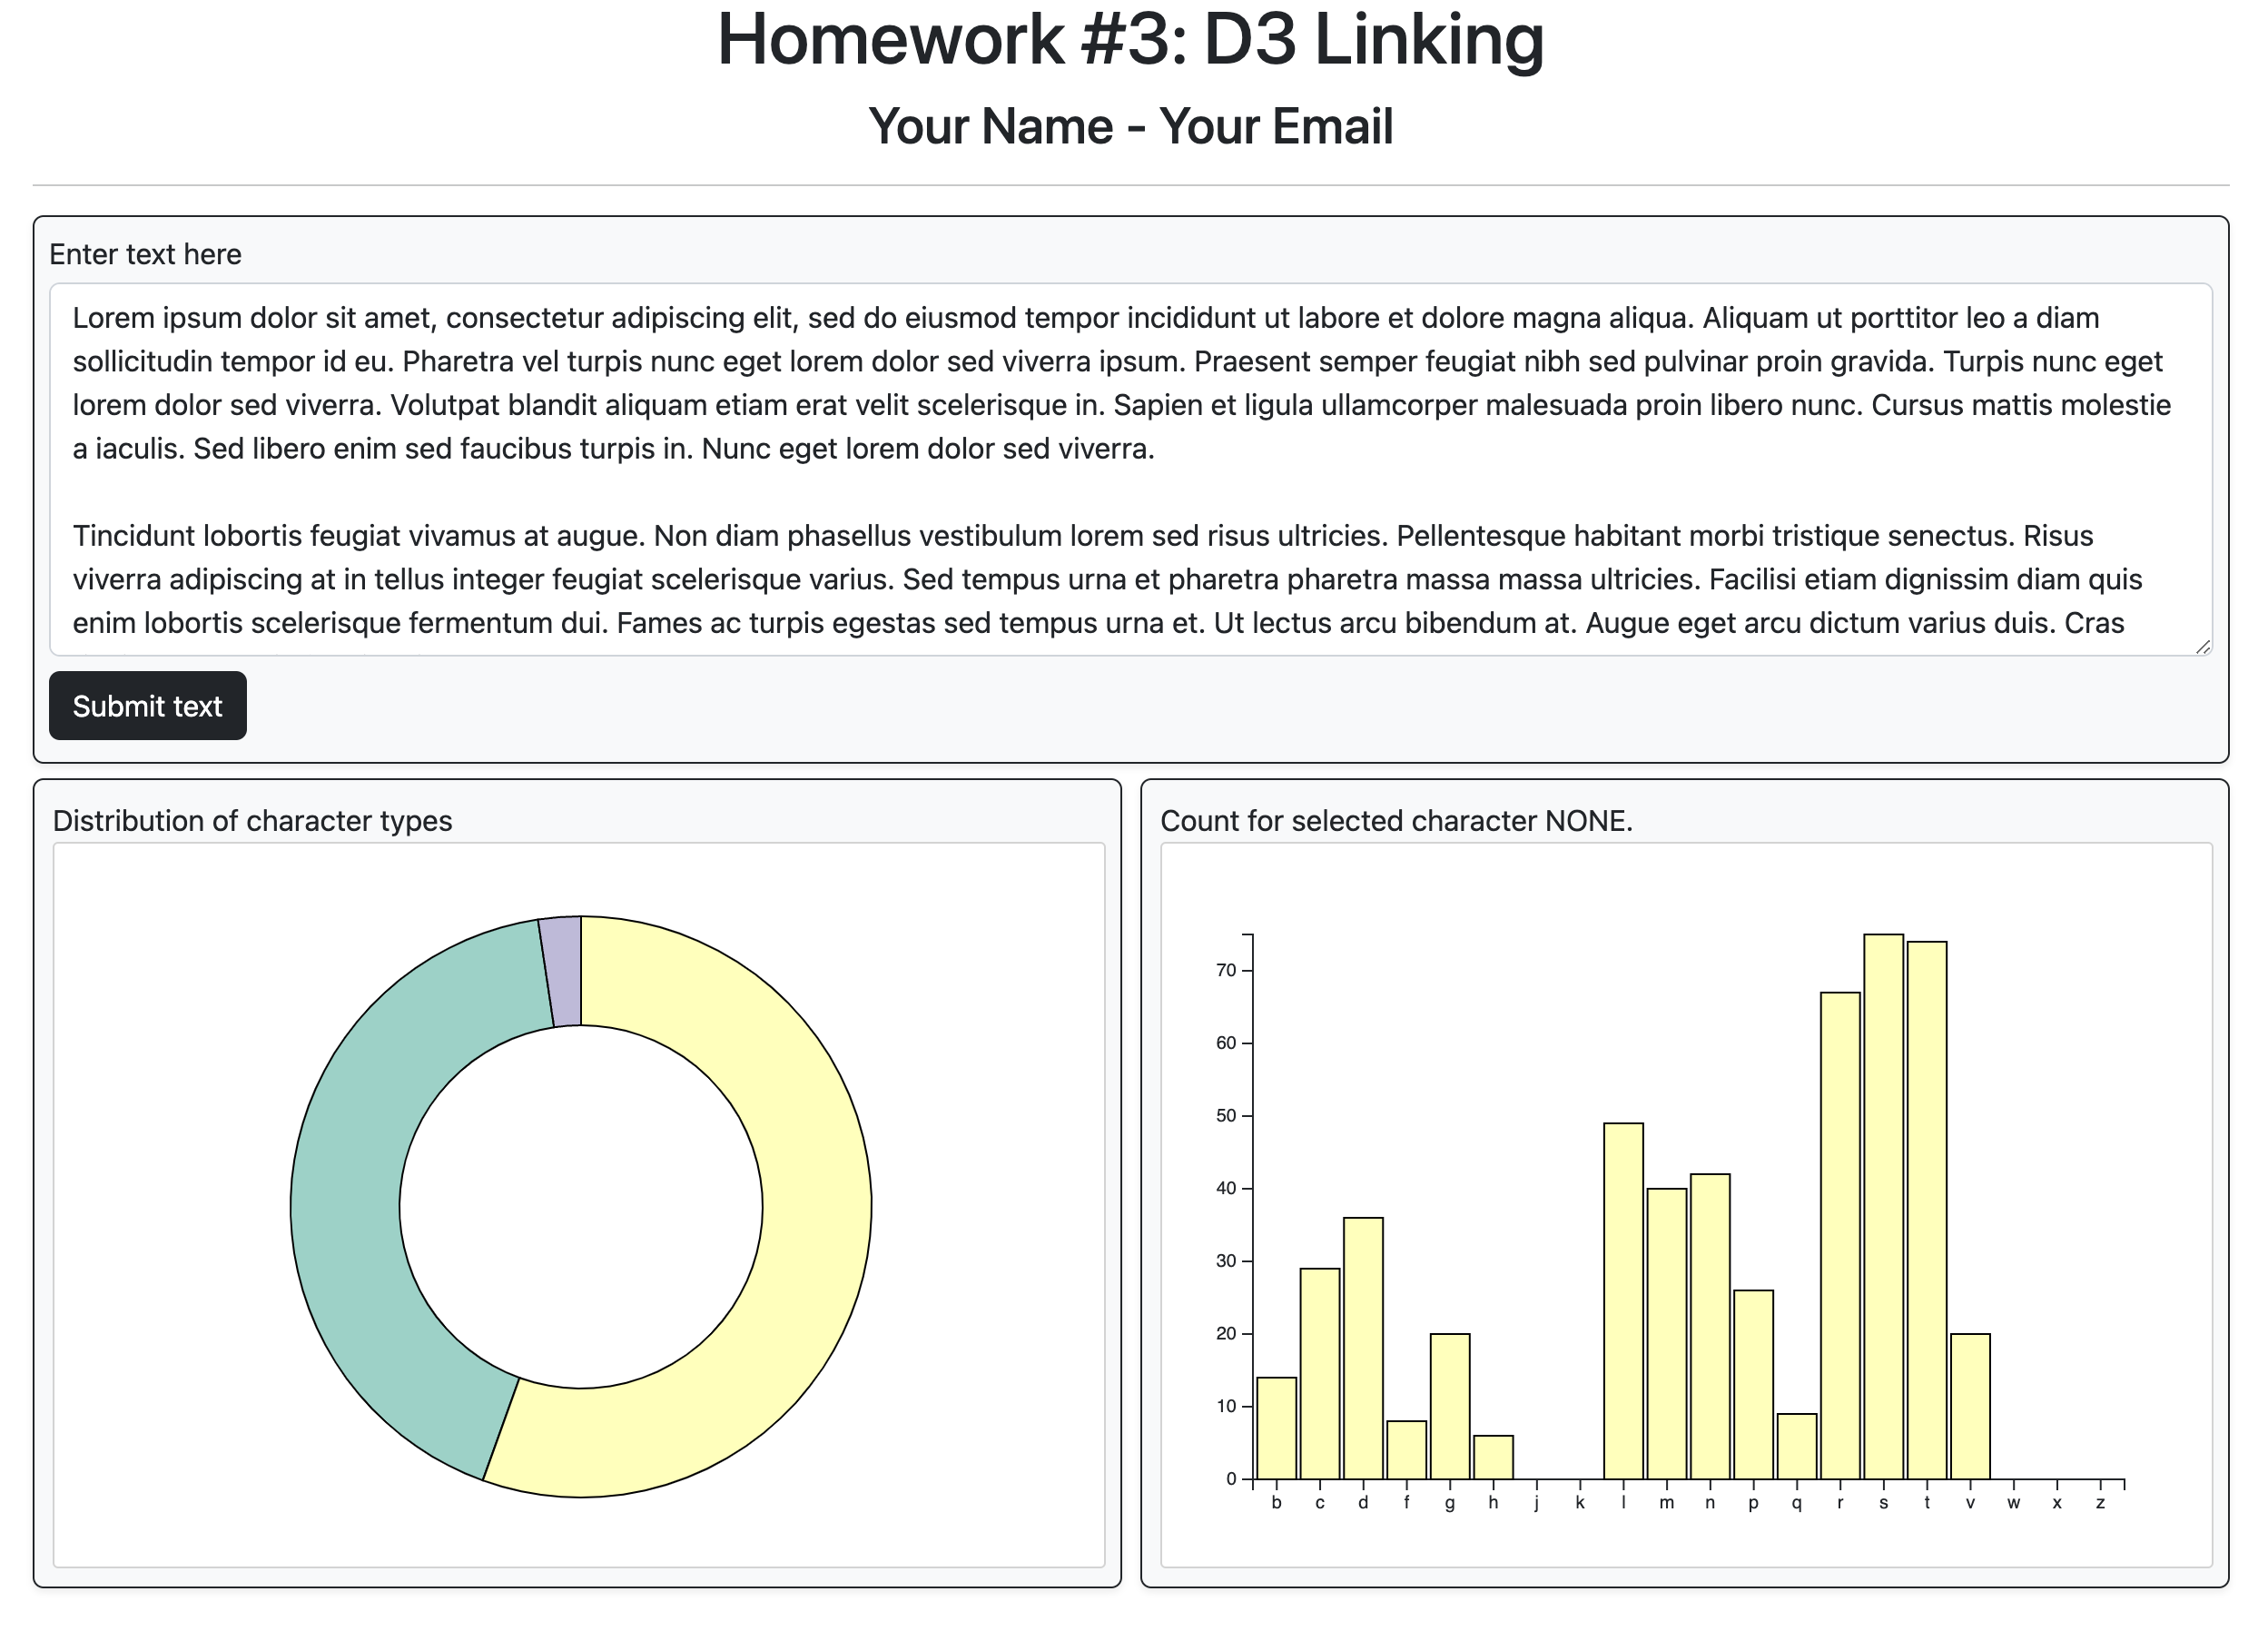 Homework #3: D3 Linking
Your Name - Your Email
Enter text here
Lorem ipsum dolor sit amet, consectetur adipiscing elit, sed do eiusmod tempor incididunt ut labore et dolore magna aliqua. Aliquam ut porttitor leo a diam
sollicitudin tempor id eu. Pharetra vel turpis nunc eget lorem dolor sed viverra ipsum. Praesent semper feugiat nibh sed pulvinar proin gravida. Turpis nunc eget
lorem dolor sed viverra. Volutpat blandit aliquam etiam erat velit scelerisque in. Sapien et ligula ullamcorper malesuada proin libero nunc. Cursus mattis molestie
a iaculis. Sed libero enim sed faucibus turpis in. Nunc eget lorem dolor sed viverra.
Tincidunt lobortis feugiat vivamus at augue. Non diam phasellus vestibulum lorem sed risus ultricies. Pellentesque habitant morbi tristique senectus. Risus
viverra adipiscing at in tellus integer feugiat scelerisque varius. Sed tempus urna et pharetra pharetra massa massa ultricies. Facilisi etiam dignissim diam quis
enim lobortis scelerisque fermentum dui. Fames ac turpis egestas sed tempus urna et. Ut lectus arcu bibendum at. Augue eget arcu dictum varius duis. Cras
Submit text
Distribution of character types
Count for selected character NONE.
70
60
50
40
30
20
10
0
b c d f g h j k l m n p q r s t v w x z